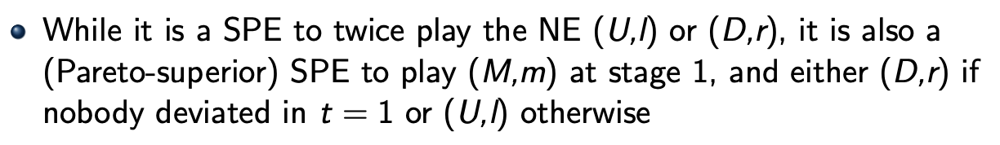 • While it is a SPE to twice play the NE (U,l) or (D,r), it is also a
(Pareto-superior) SPE to play (M,m) at stage 1, and either (D,r) if
nobody deviated in t = 1 or (U,l) otherwise